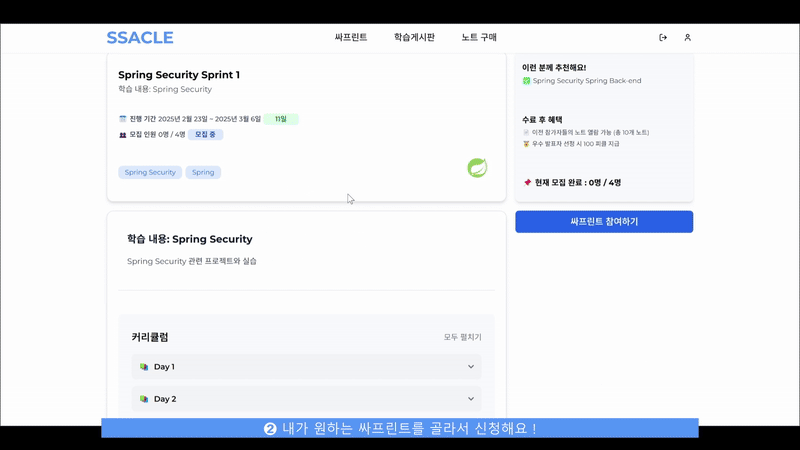 SSACLE
싸프린트 학습게시판 노트 구매
Spring Security Sprint 1
학습 내용: Spring Security
진행 기간 2025년 2월 23일 ~ 2025년 3월 6일 11일
모집 인원 0명 / 4명 모집 중
Spring Security Spring
이런 분께 추천해요!
Spring Security Spring Back-end
수료 후 혜택
이전 참가자들의 노트 열람 가능 (총 10개 노트)
우수 발표자 선정 시 100 피클 지급
현재 모집 완료 : 0명 / 4명
싸프린트 참여하기
학습 내용: Spring Security
Spring Security 관련 프로젝트와 실습
커리큘럼 모두 펼치기
Day 1
Day 2
❷ 내가 원하는 싸프린트를 골라서 신청해요 !